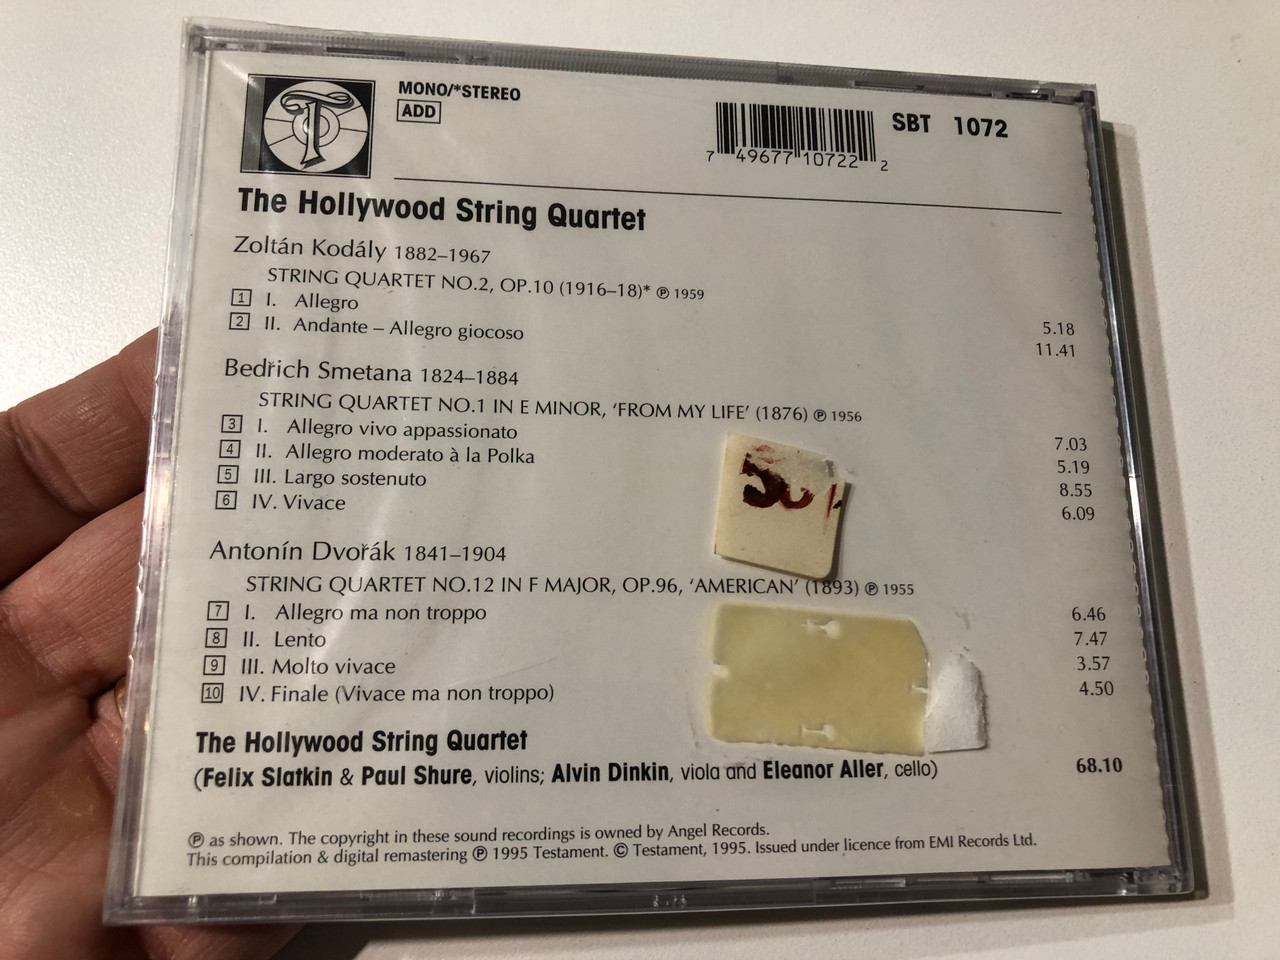 T
MONO/*STEREO
ADD
7 49677 10722 2
SBT 1072
The Hollywood String Quartet
Zoltán Kodály 1882–1967
STRING QUARTET NO.2, OP.10 (1916–18)* ℗ 1959
1 I. Allegro 5.18
2 II. Andante – Allegro giocoso 11.41
Bedřich Smetana 1824–1884
STRING QUARTET NO.1 IN E MINOR, ‘FROM MY LIFE’ (1876) ℗ 1956
3 I. Allegro vivo appassionato 7.03
4 II. Allegro moderato à la Polka 5.19
5 III. Largo sostenuto 8.55
6 IV. Vivace 6.09
Antonín Dvořák 1841–1904
STRING QUARTET NO.12 IN F MAJOR, OP.96, ‘AMERICAN’ (1893) ℗ 1955
7 I. Allegro ma non troppo 6.46
8 II. Lento 7.47
9 III. Molto vivace 3.57
10 IV. Finale (Vivace ma non troppo) 4.50
The Hollywood String Quartet
(Felix Slatkin & Paul Shure, violins; Alvin Dinkin, viola and Eleanor Aller, cello) 68.10
℗ as shown. The copyright in these sound recordings is owned by Angel Records.
This compilation & digital remastering ℗ 1995 Testament. © Testament, 1995. Issued under licence from EMI Records Ltd.